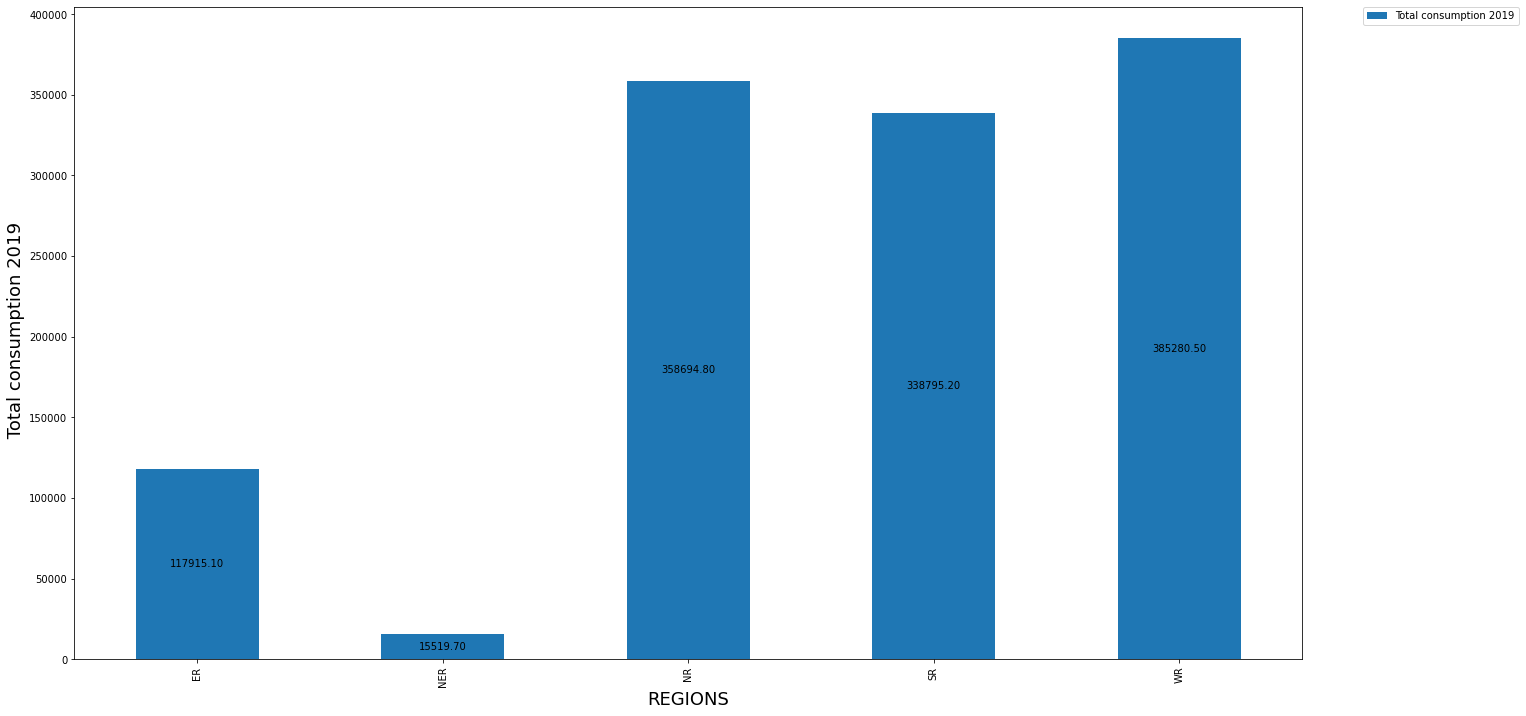 Total consumption 2019
400000
350000
300000
250000
200000
150000
100000
50000
0
Total consumption 2019
117915.10
15519.70
358694.80
338795.20
385280.50
ER
NER
NR
SR
WR
REGIONS